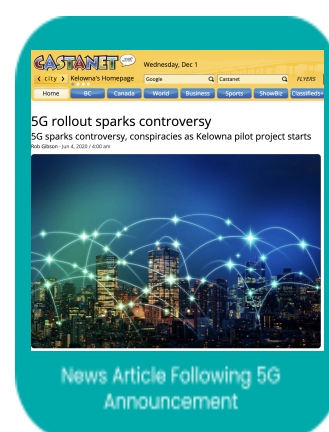 CASTANET .net
Wednesday, Dec 1
< city > Kelowna's Homepage Google Castanet FLYERS
Home BC Canada World Business Sports ShowBiz Classifieds+
5G rollout sparks controversy
5G sparks controversy, conspiracies as Kelowna pilot project starts
Rob Gibson - Jun 4, 2020 / 4:00 am
News Article Following 5G
Announcement